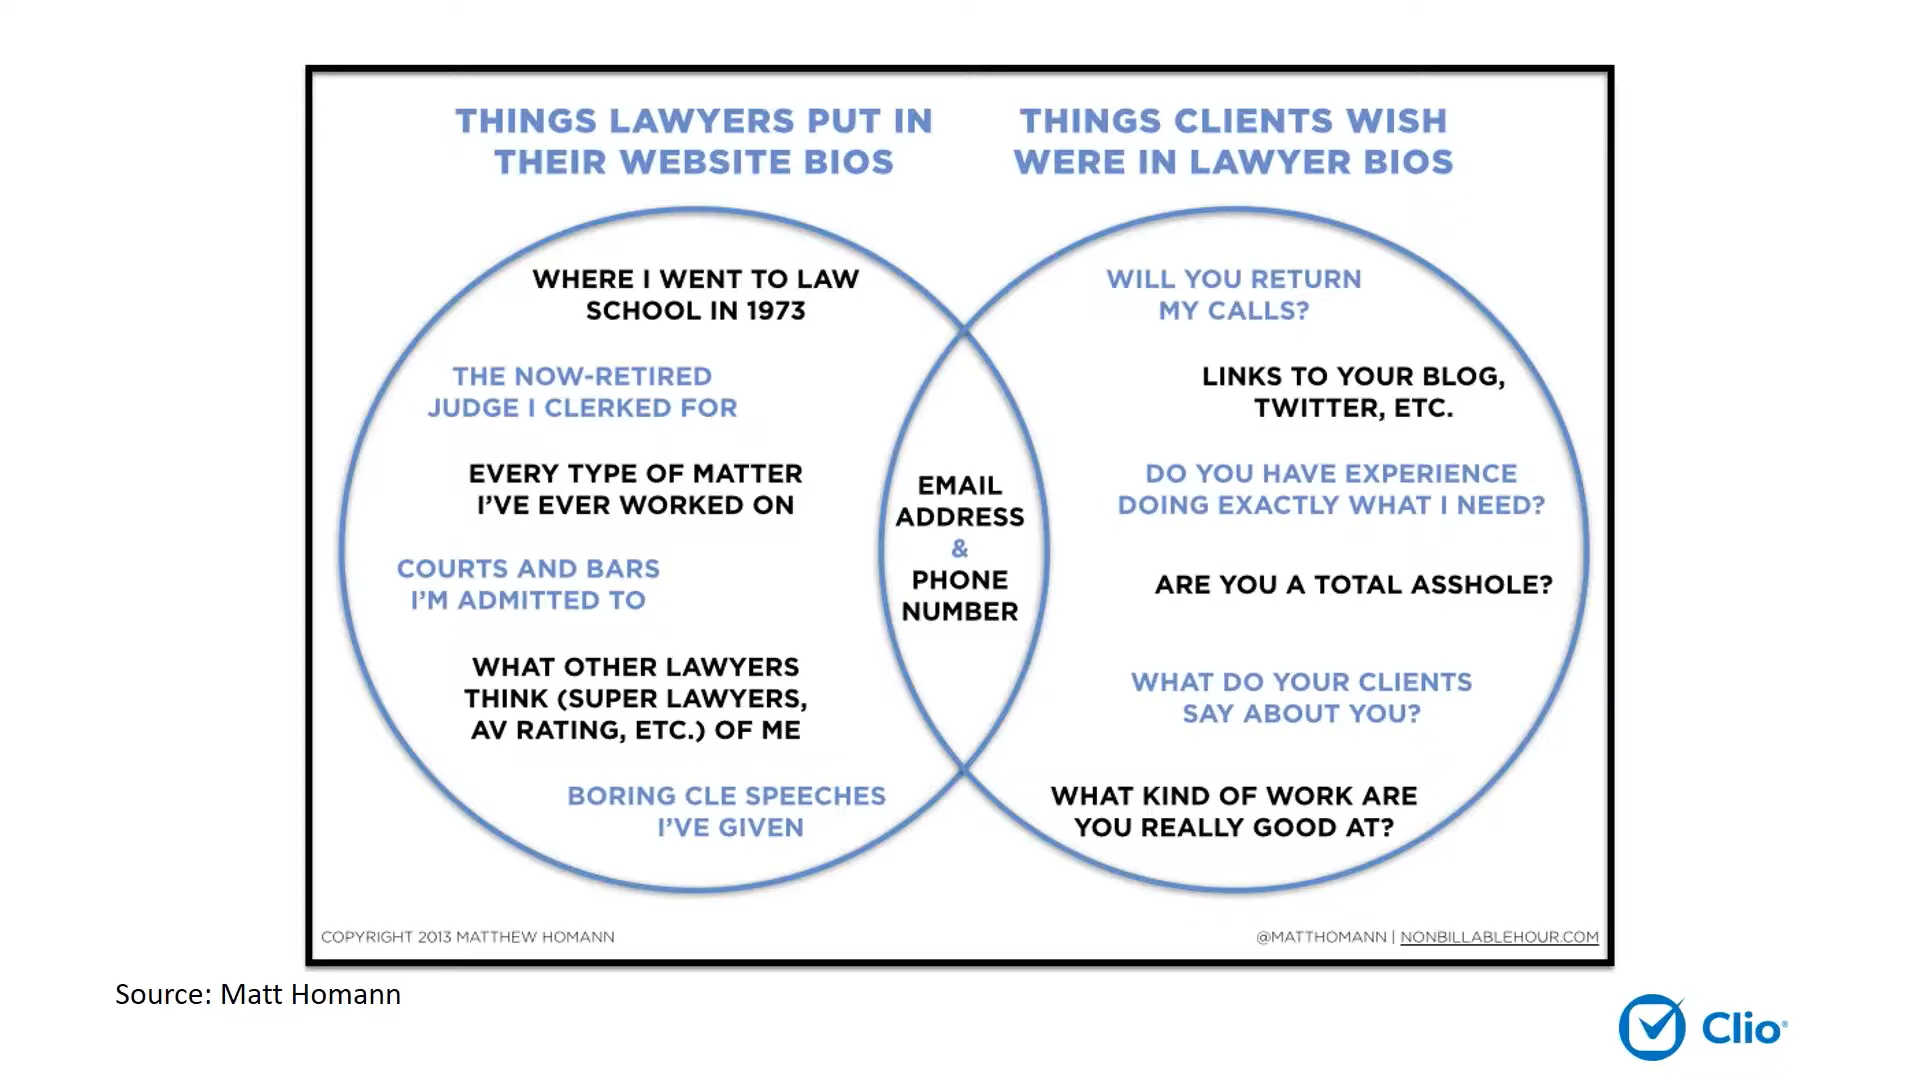 THINGS LAWYERS PUT IN
THEIR WEBSITE BIOS
THINGS CLIENTS WISH
WERE IN LAWYER BIOS
WHERE I WENT TO LAW
SCHOOL IN 1973
THE NOW-RETIRED
JUDGE I CLERKED FOR
EVERY TYPE OF MATTER
I'VE EVER WORKED ON
COURTS AND BARS
I'M ADMITTED TO
WHAT OTHER LAWYERS
THINK (SUPER LAWYERS,
AV RATING, ETC.) OF ME
BORING CLE SPEECHES
I'VE GIVEN
EMAIL
ADDRESS
&
PHONE
NUMBER
WILL YOU RETURN
MY CALLS?
LINKS TO YOUR BLOG,
TWITTER, ETC.
DO YOU HAVE EXPERIENCE
DOING EXACTLY WHAT I NEED?
ARE YOU A TOTAL ASSHOLE?
WHAT DO YOUR CLIENTS
SAY ABOUT YOU?
WHAT KIND OF WORK ARE
YOU REALLY GOOD AT?
COPYRIGHT 2013 MATTHEW HOMANN
@MATTHOMANN | NONBILLABLEHOUR.COM
Source: Matt Homann
Clio®